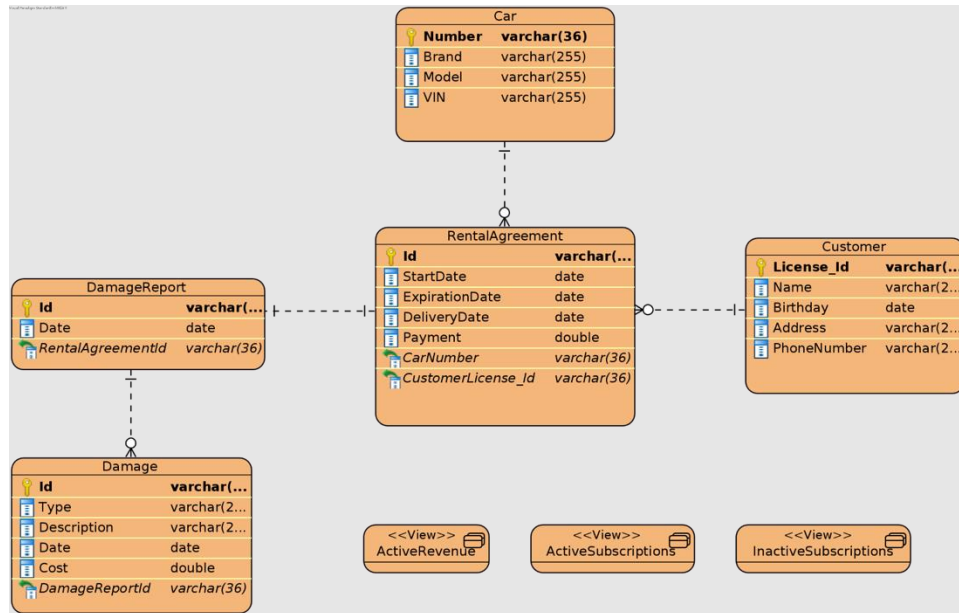 Car
Number varchar(36)
Brand varchar(255)
Model varchar(255)
VIN varchar(255)
RentalAgreement
Id varchar(...
StartDate date
ExpirationDate date
DeliveryDate date
Payment double
CarNumber varchar(36)
CustomerLicense_Id varchar(36)
Customer
License_Id varchar(...
Name varchar(2...
Birthday date
Address varchar(2...
PhoneNumber varchar(2...
DamageReport
Id varchar(...
Date date
RentalAgreementId varchar(36)
Damage
Id varchar(...
Type varchar(2...
Description varchar(2...
Date date
Cost double
DamageReportId varchar(36)
<<View>>
ActiveRevenue
<<View>>
ActiveSubscriptions
<<View>>
InactiveSubscriptions